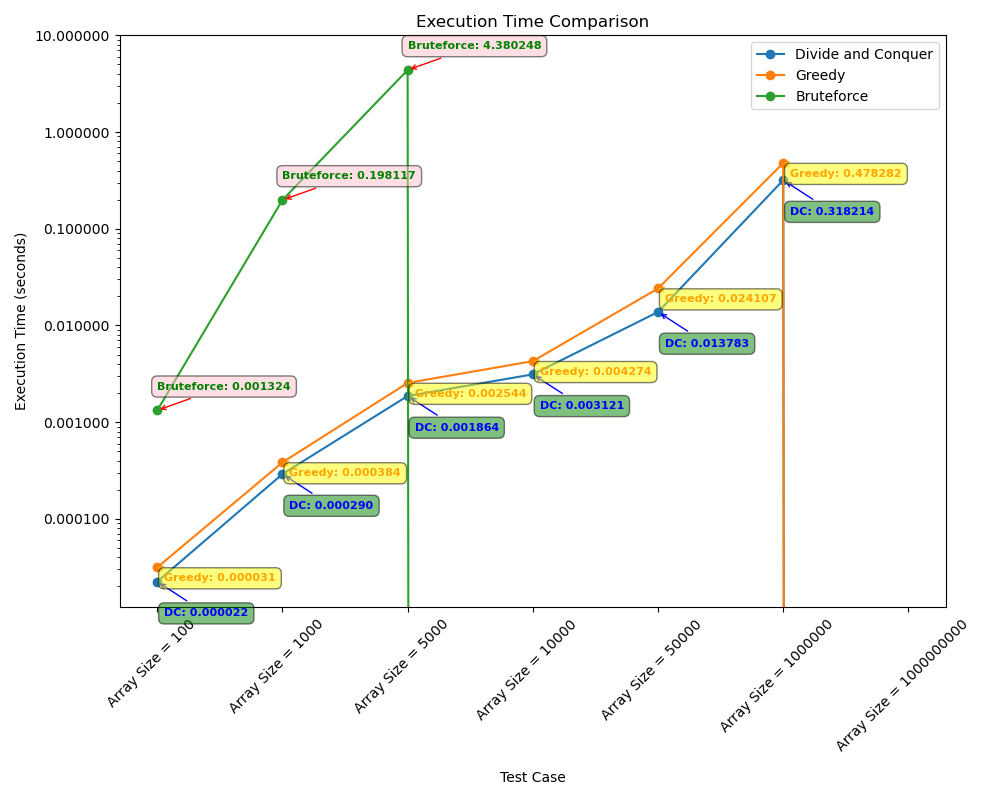 Execution Time Comparison
10.000000
1.000000
0.100000
0.010000
0.001000
0.000100
Execution Time (seconds)
Divide and Conquer
Greedy
Bruteforce
Bruteforce: 4.380248
Bruteforce: 0.198117
Bruteforce: 0.001324
Greedy: 0.478282
DC: 0.318214
Greedy: 0.024107
DC: 0.013783
Greedy: 0.004274
DC: 0.003121
Greedy: 0.002544
DC: 0.001864
Greedy: 0.000384
DC: 0.000290
Greedy: 0.000031
DC: 0.000022
Array Size = 100
Array Size = 1000
Array Size = 5000
Array Size = 10000
Array Size = 50000
Array Size = 1000000
Array Size = 1000000000
Test Case